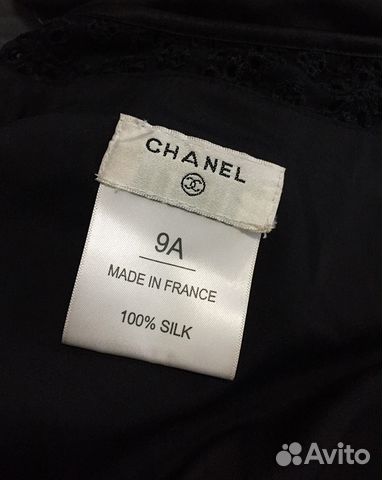 CHANEL
9A
MADE IN FRANCE
100% SILK
Avito